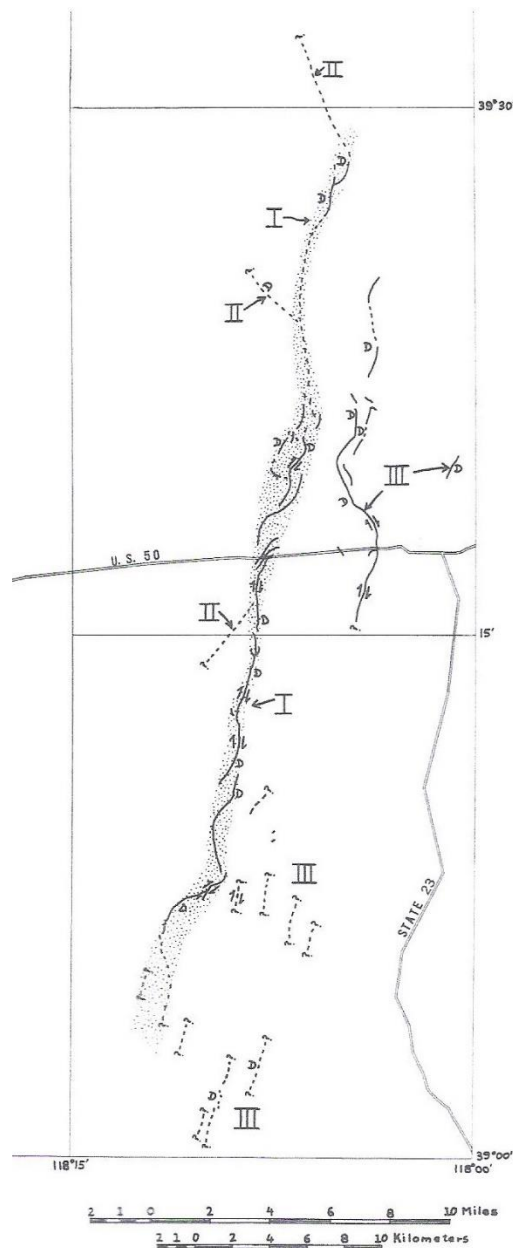 II
39°30'
D
D
I
D
II
D
D
D
D
III
D
D
U.S. 50
II
D
15'
D
D
I
D
D
III
D
STATE 23
D
D
III
118°15'
118°00'
39°00'
2 1 0 2 4 6 8 10 Miles
2 1 0 2 4 6 8 10 Kilometers